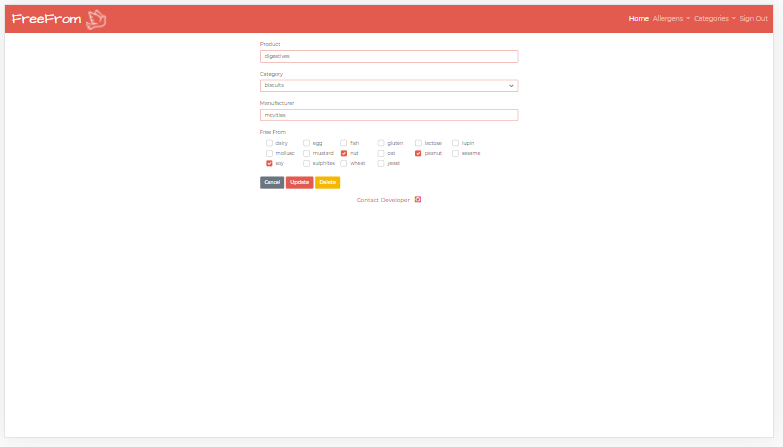 FreeFrom
Home Allergens Categories Sign Out
Product
digestives
Category
biscuits
Manufacturer
mcvities
Free From
dairy egg fish gluten lactose lupin
mollusc mustard nut oat peanut sesame
soy sulphites wheat yeast
Cancel Update Delete
Contact Developer